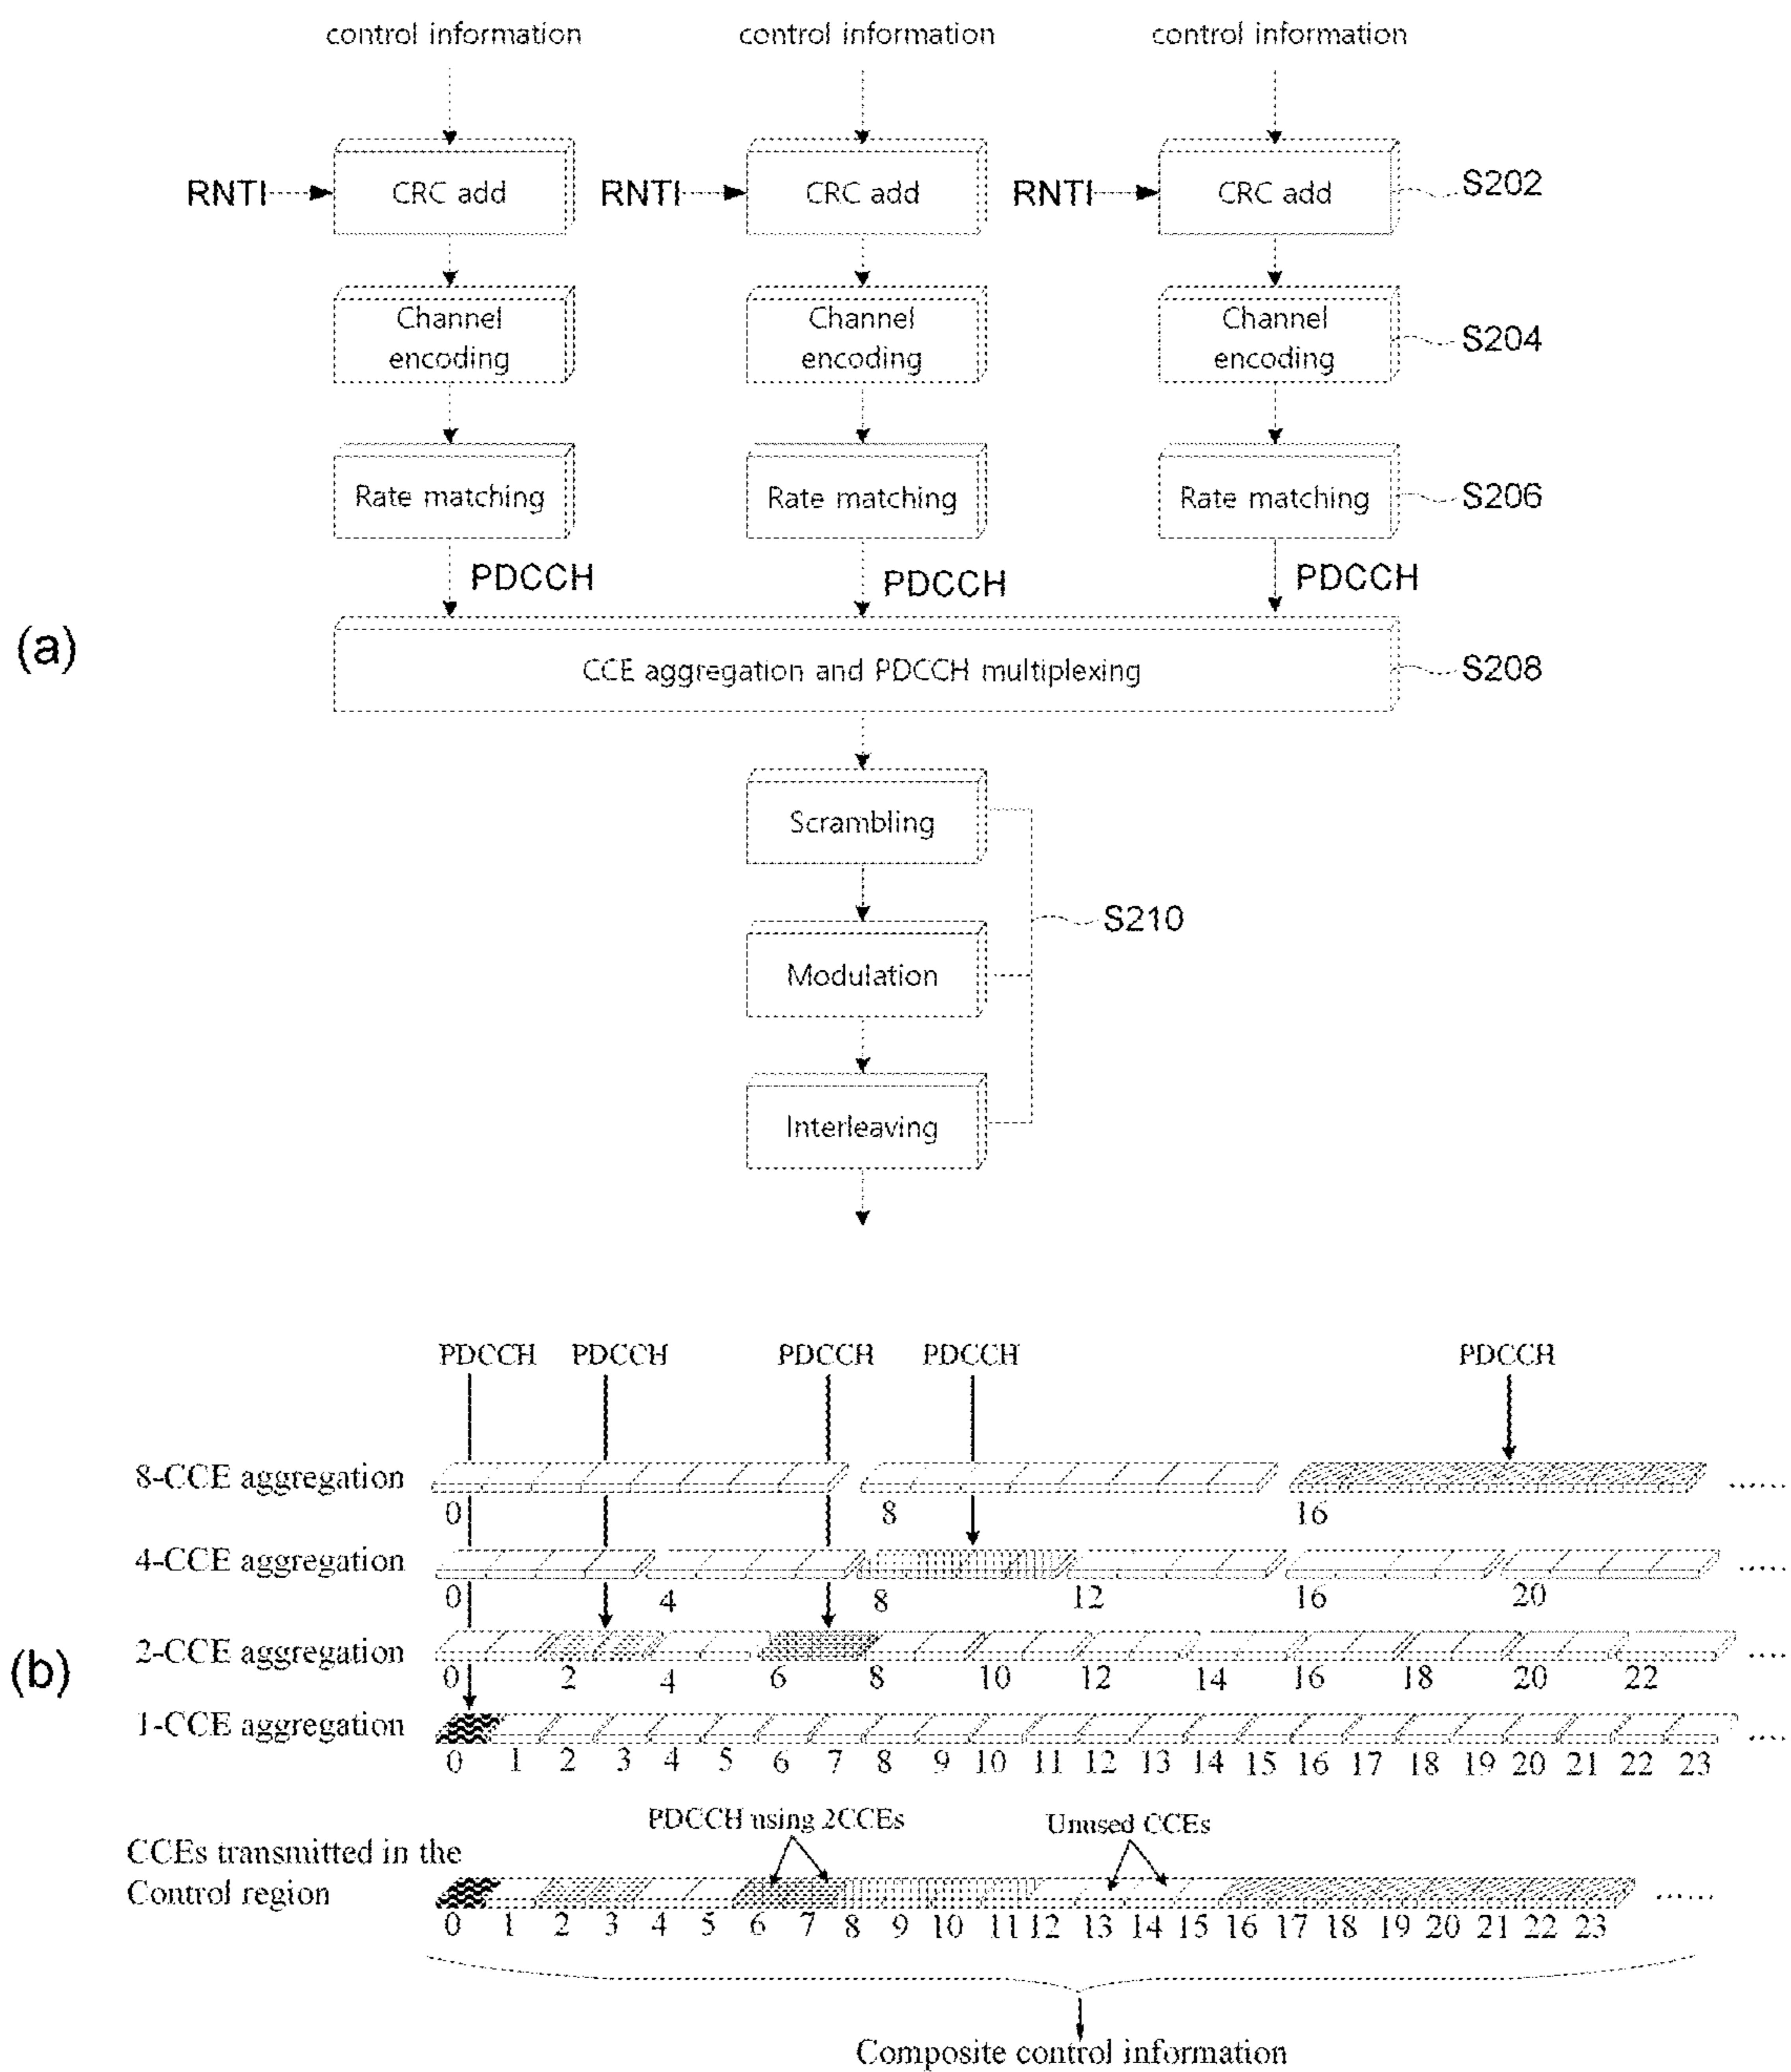 control information control information control information
RNTI CRC add RNTI CRC add RNTI CRC add S202
Channel encoding Channel encoding Channel encoding S204
Rate matching Rate matching Rate matching S206
PDCCH PDCCH PDCCH
(a)
CCE aggregation and PDCCH multiplexing S208
Scrambling
S210
Modulation
Interleaving
PDCCH PDCCH PDCCH PDCCH PDCCH
8-CCE aggregation ......
0 8 16
4-CCE aggregation ....
0 4 8 12 16 20
(b)
2-CCE aggregation ....
0 2 4 6 8 10 12 14 16 18 20 22
1-CCE aggregation ....
0 1 2 3 4 5 6 7 8 9 10 11 12 13 14 15 16 17 18 19 20 21 22 23
PDCCH using 2CCEs Unused CCEs
CCEs transmitted in the
Control region ......
0 1 2 3 4 5 6 7 8 9 10 11 12 13 14 15 16 17 18 19 20 21 22 23
Composite control information